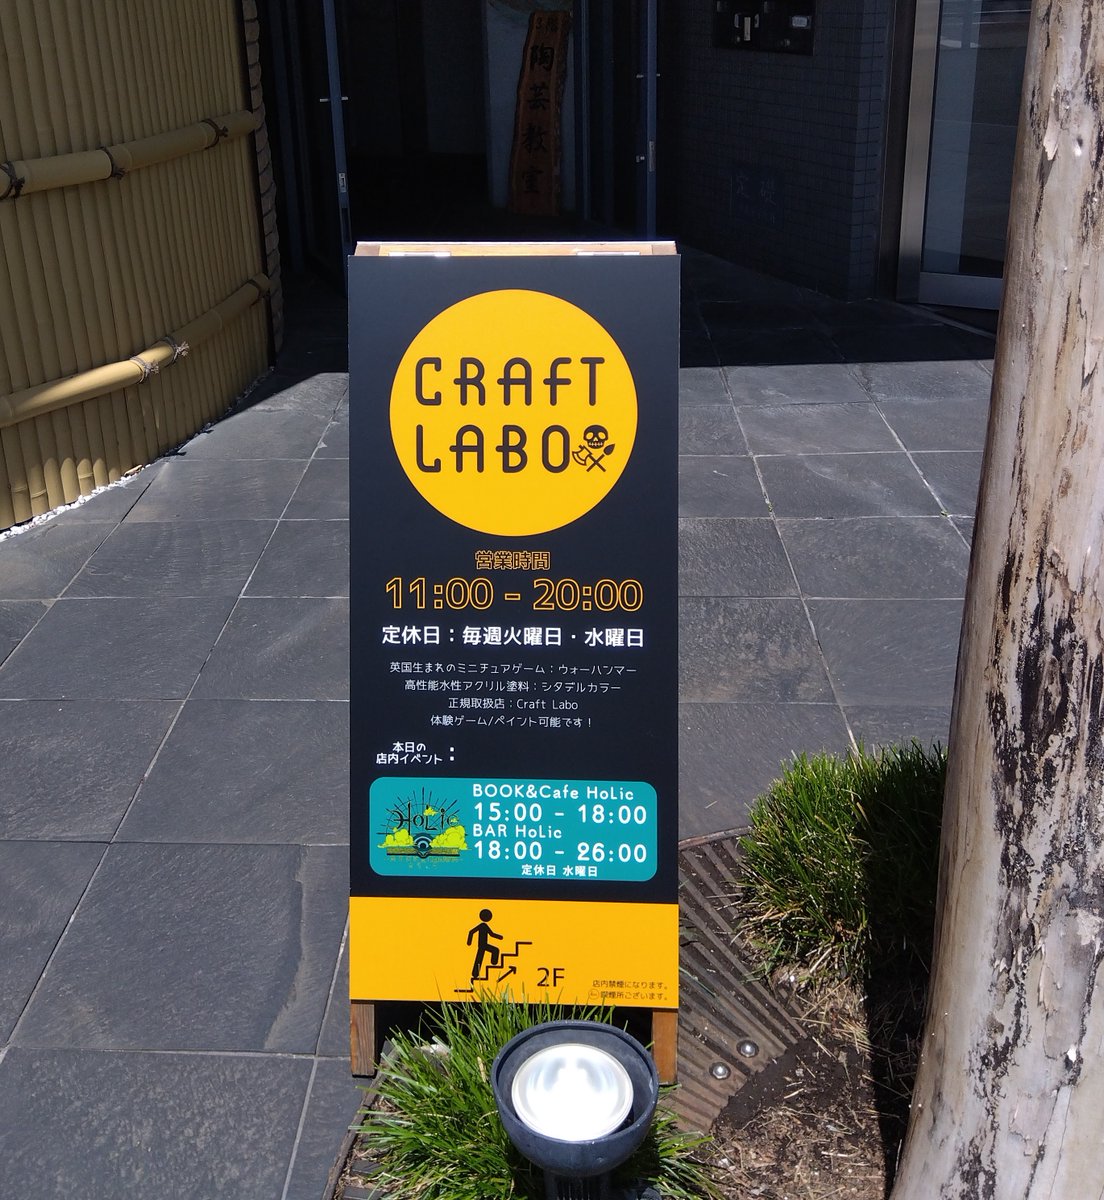 陶芸教室
CRAFT
LABO
営業時間
11:00 - 20:00
定休日：毎週火曜日・水曜日
英国生まれのミニチュアゲーム：ウォーハンマー
高性能水性アクリル塗料：シタデルカラー
正規取扱店：Craft Labo
体験ゲーム/ペイント可能です！
本日の
店内イベント：
HoLic
BOOK&Cafe HoLic
15:00 - 18:00
BAR HoLic
18:00 - 26:00
定休日 水曜日
2F
店内禁煙になります。
喫煙所ございます。